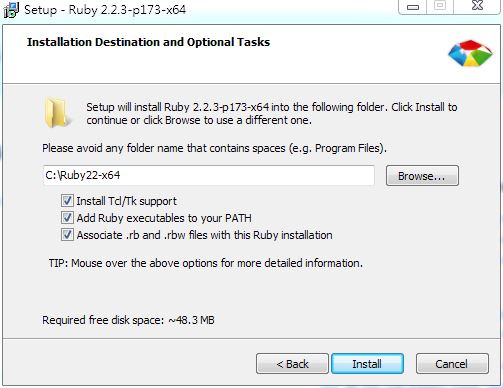 Setup - Ruby 2.2.3-p173-x64
Installation Destination and Optional Tasks
Setup will install Ruby 2.2.3-p173-x64 into the following folder. Click Install to
continue or click Browse to use a different one.
Please avoid any folder name that contains spaces (e.g. Program Files).
C:\Ruby22-x64
Browse...
Install Tcl/Tk support
Add Ruby executables to your PATH
Associate .rb and .rbw files with this Ruby installation
TIP: Mouse over the above options for more detailed information.
Required free disk space: ~48.3 MB
< Back
Install
Cancel